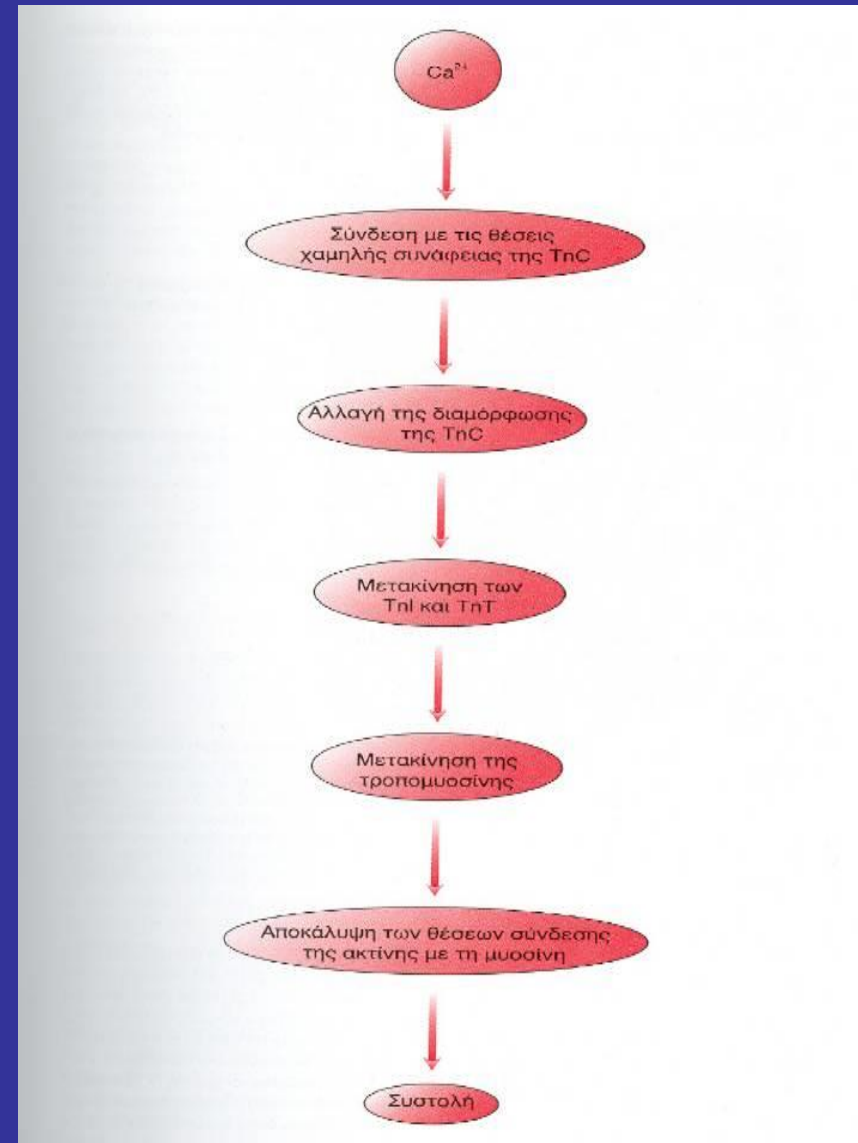 Ca²⁺
Σύνδεση με τις θέσεις
χαμηλής συνάφειας της TnC
Αλλαγή της διαμόρφωσης
της TnC
Μετακίνηση των
TnI και TnT
Μετακίνηση της
τροπομυοσίνης
Αποκάλυψη των θέσεων σύνδεσης
της ακτίνης με τη μυοσίνη
Συστολή